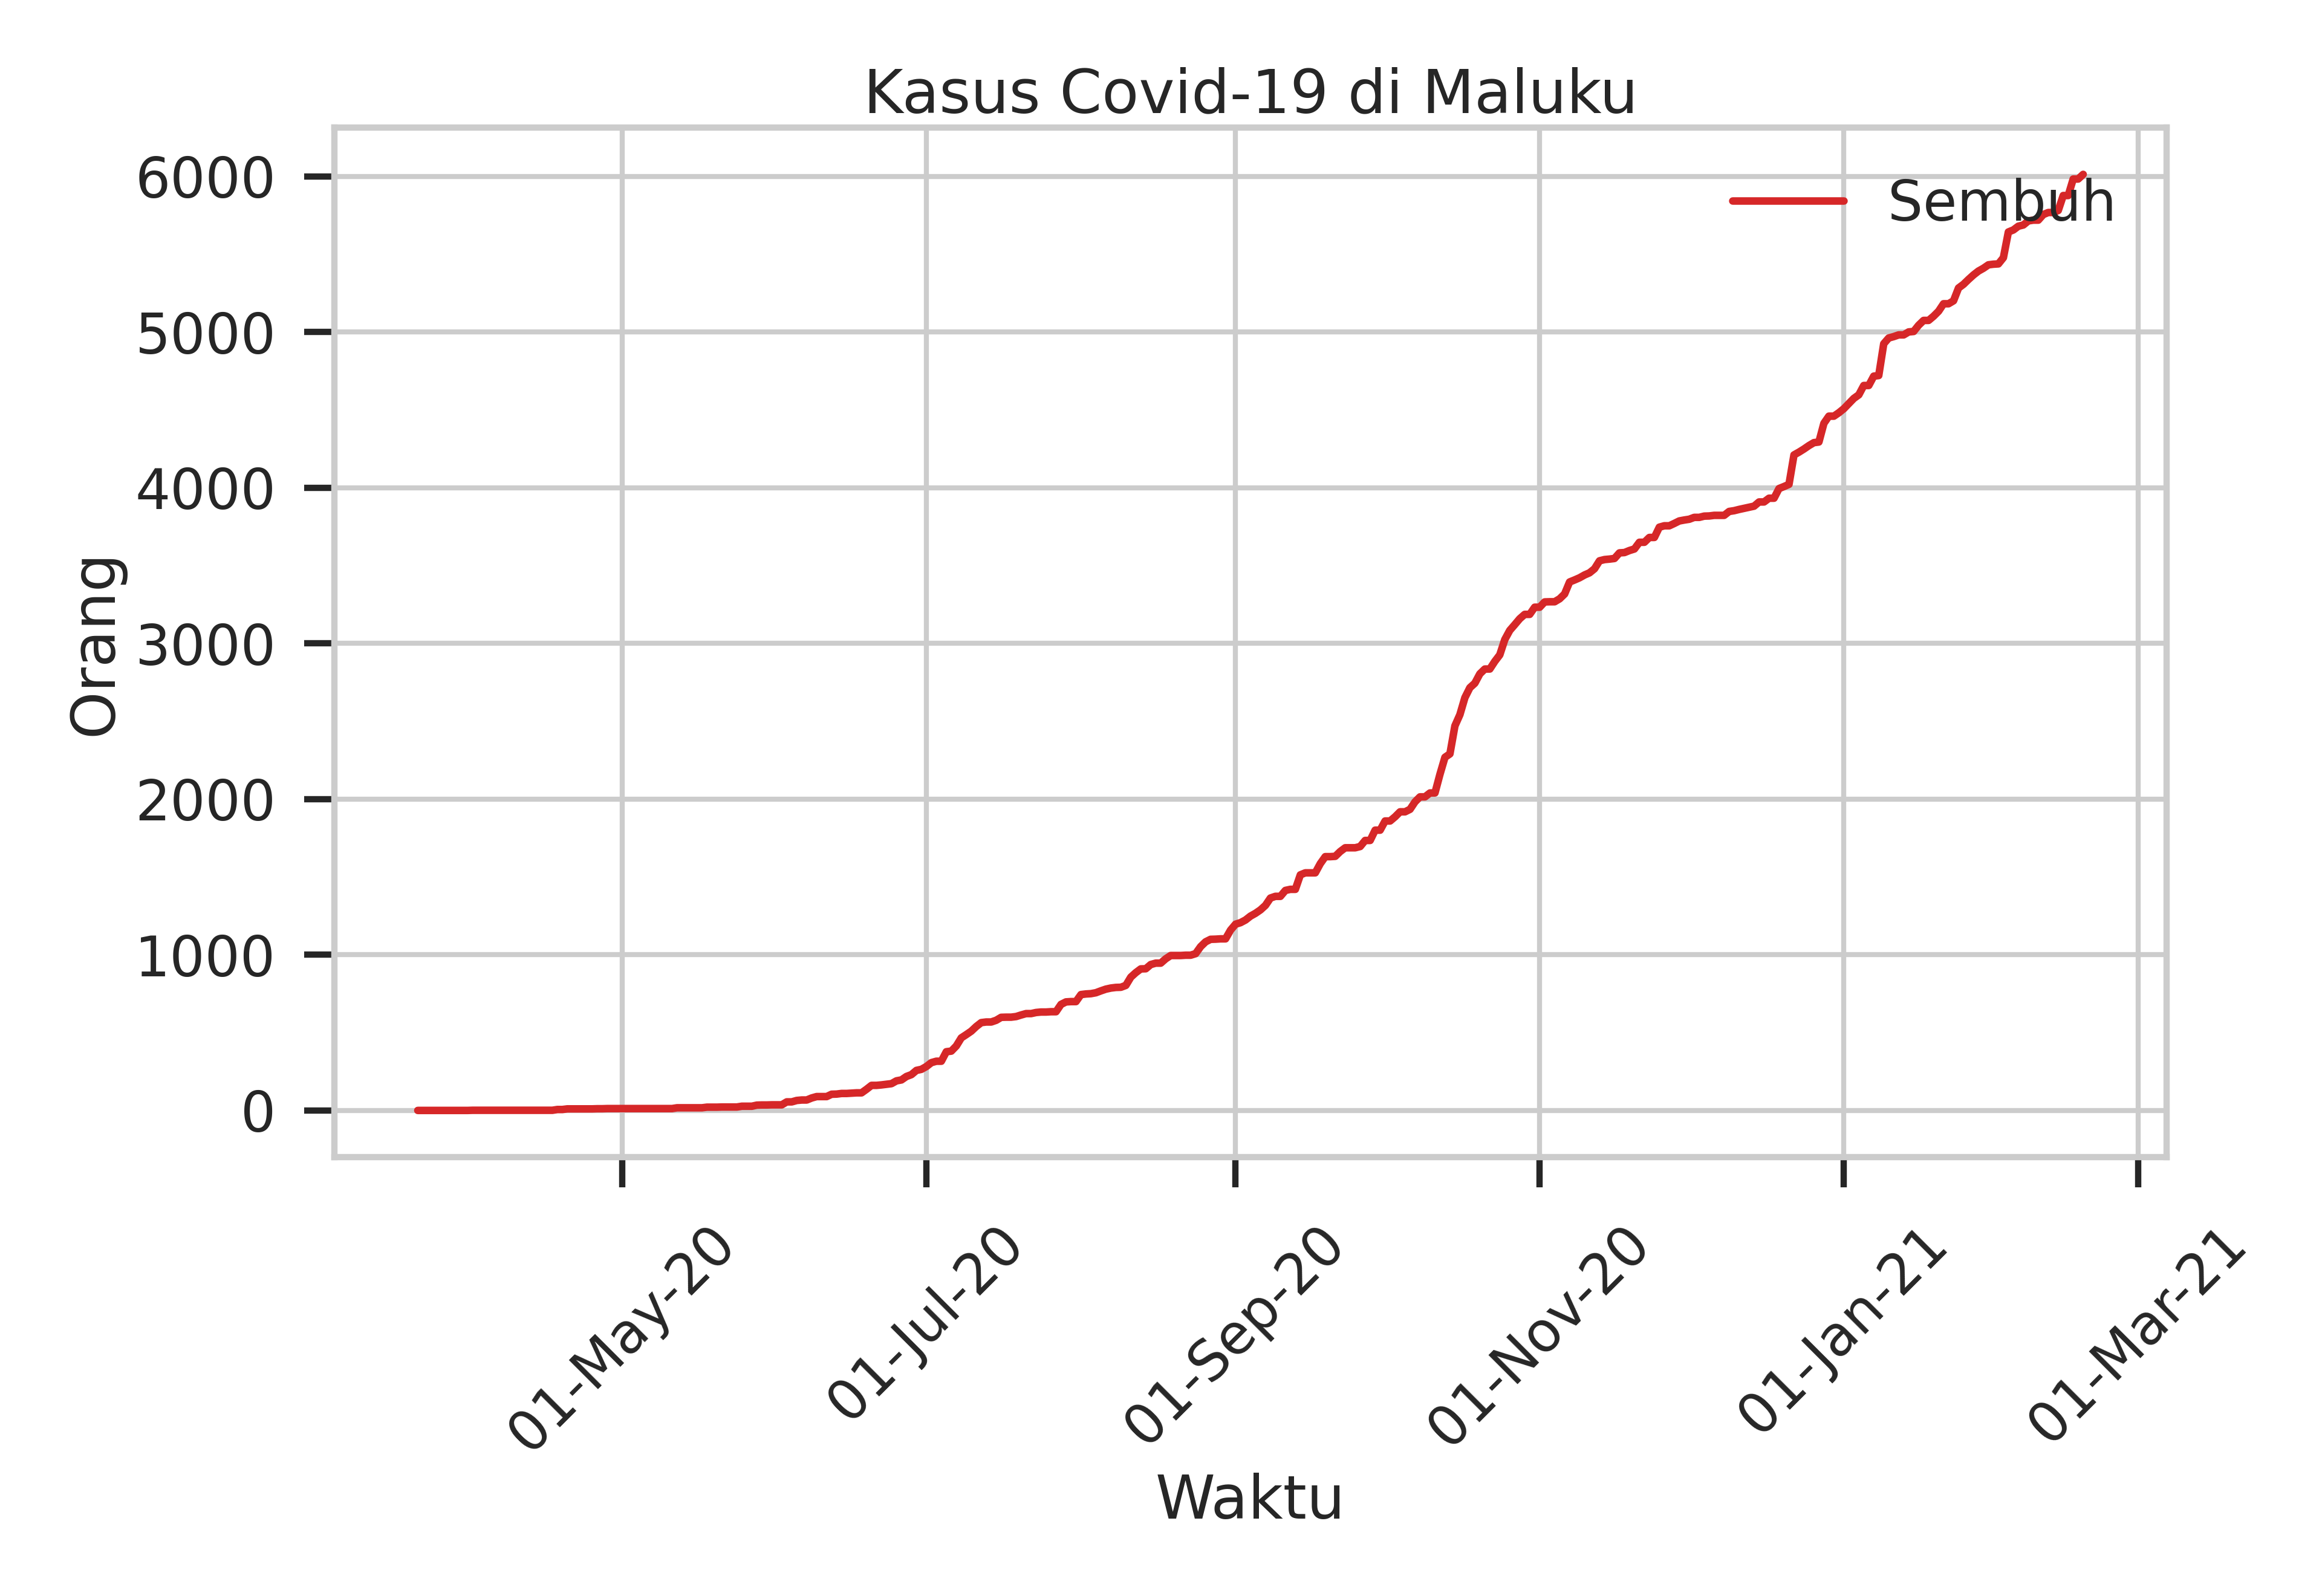 Kasus Covid-19 di Maluku
Sembuh
6000
5000
4000
3000
2000
1000
0
Orang
01-May-20
01-Jul-20
01-Sep-20
01-Nov-20
01-Jan-21
01-Mar-21
Waktu